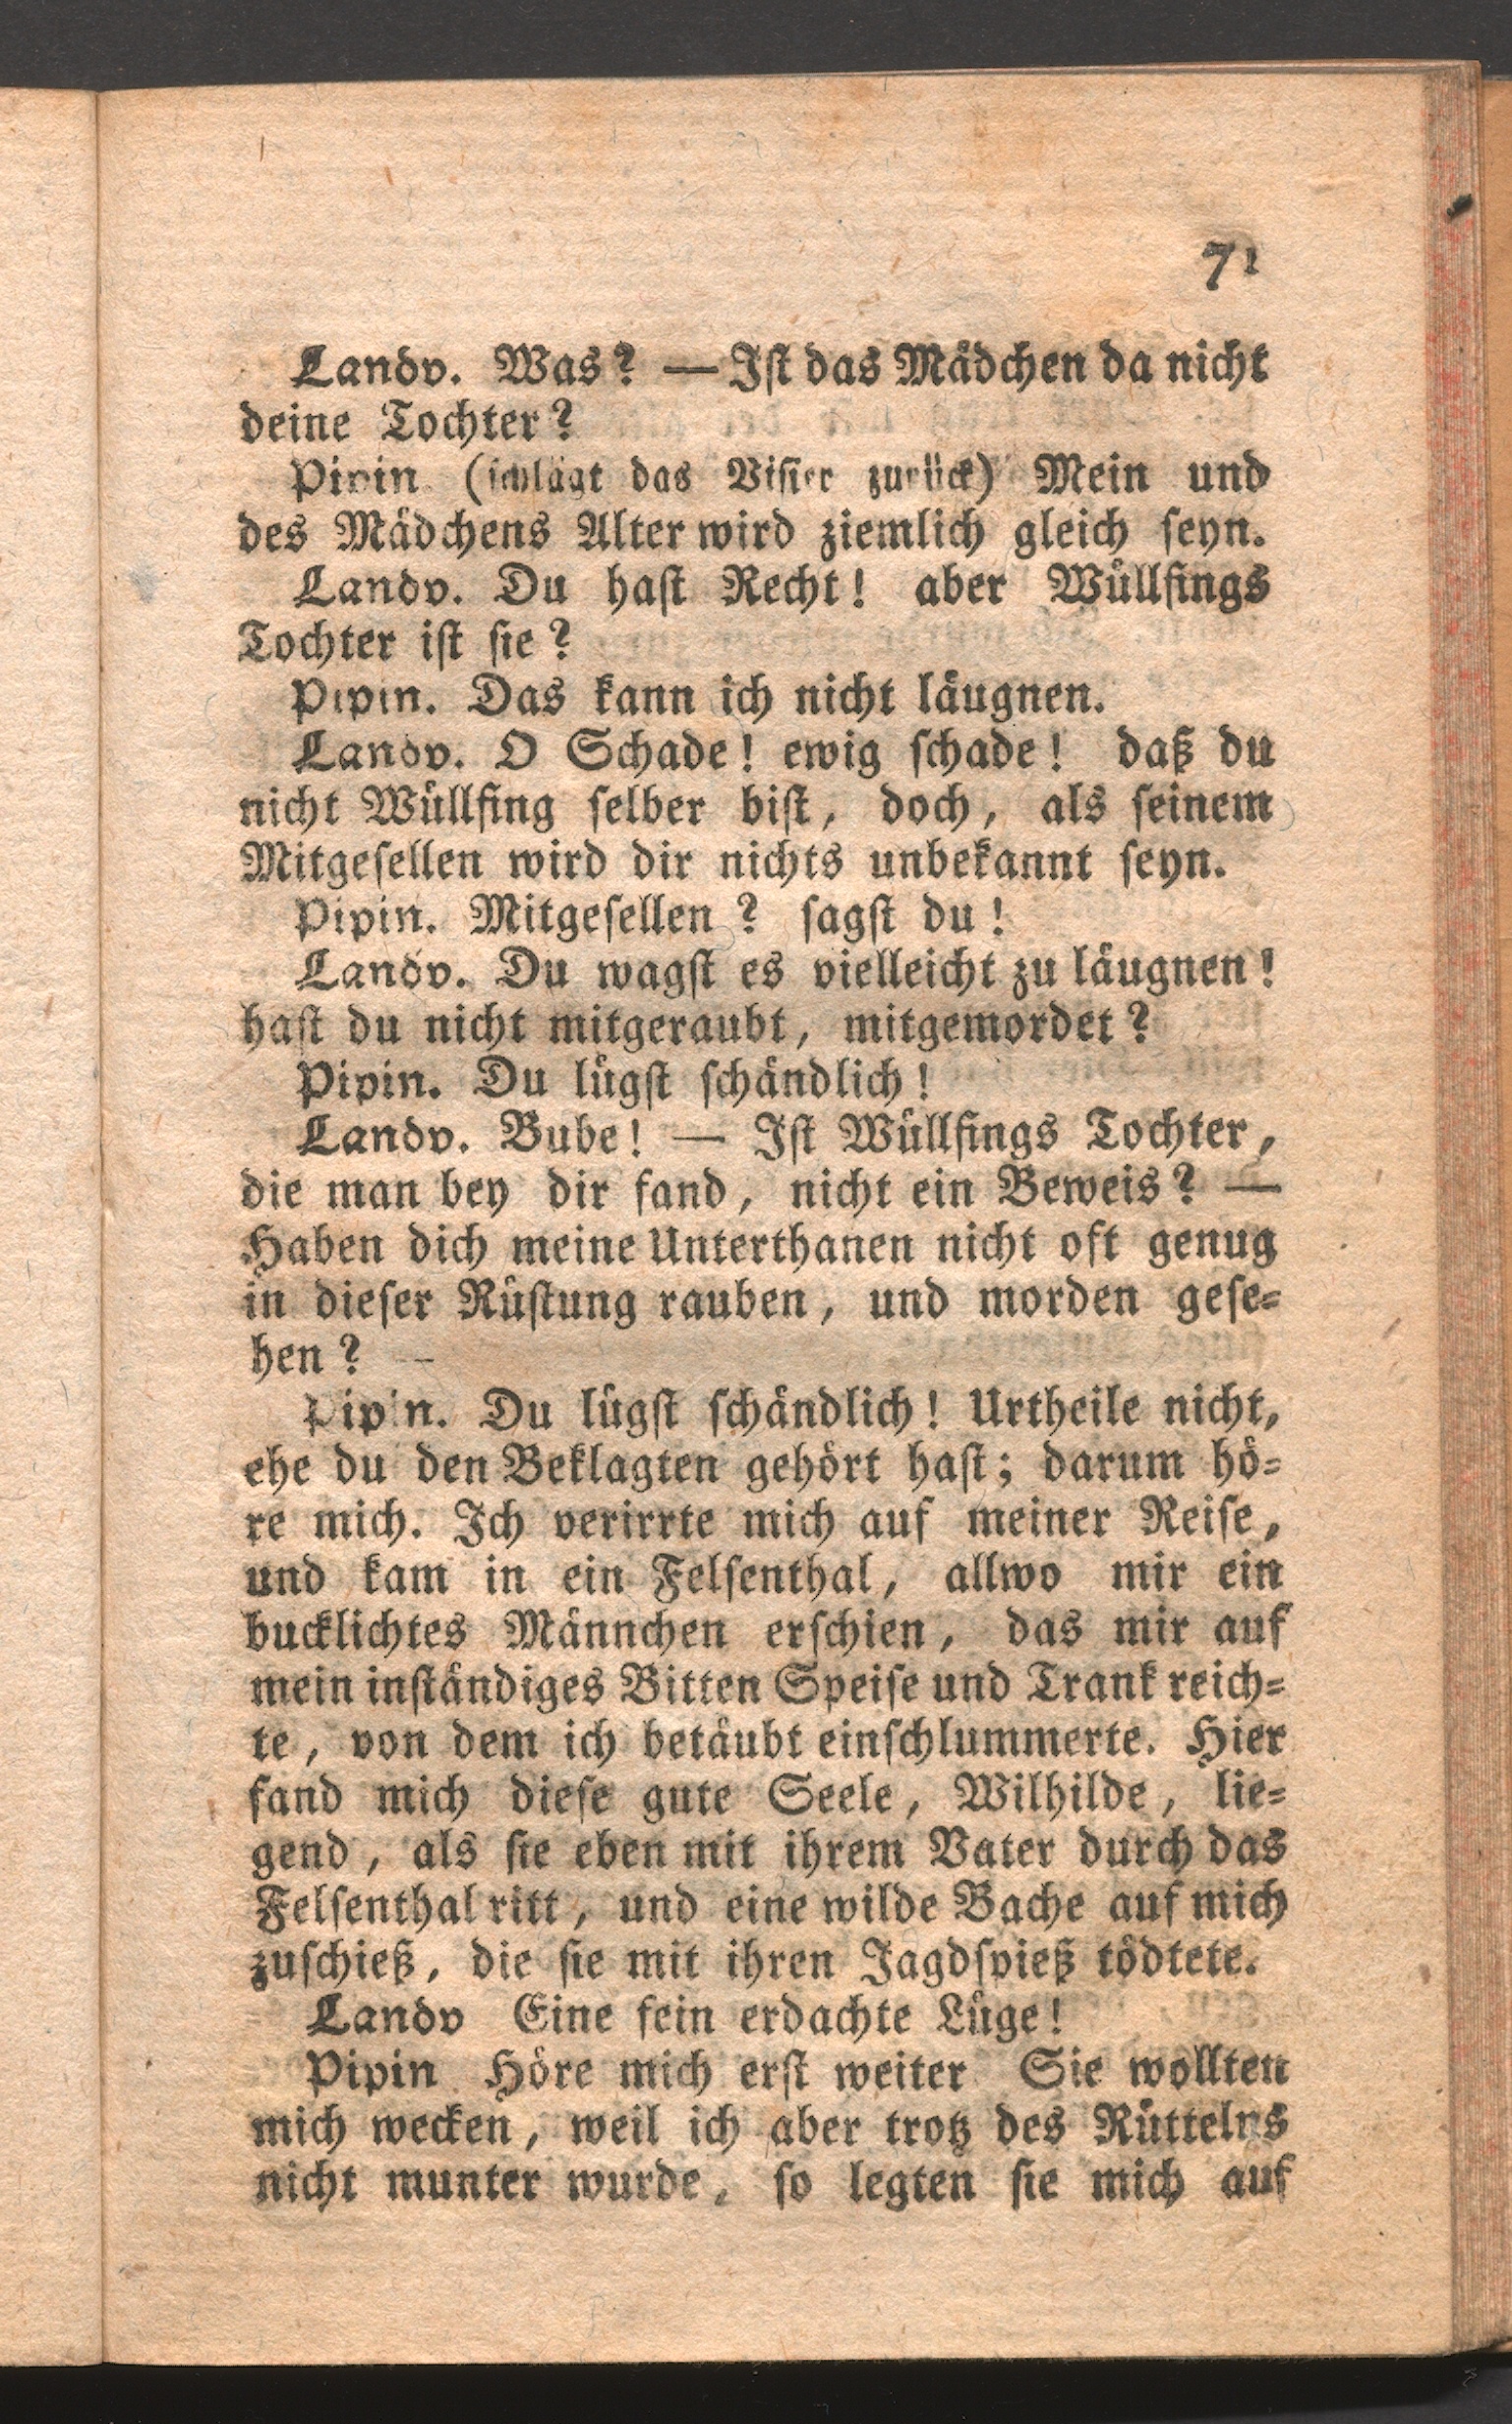 71
Landv. Was? — Ist das Mädchen da nicht
deine Tochter?
Pipin (schlägt das Visier zurück) Mein und
des Mädchens Alter wird ziemlich gleich seyn.
Landv. Du hast Recht! aber Wüllfings
Tochter ist sie?
Pipin. Das kann ich nicht läugnen.
Landv. O Schade! ewig schade! daß du
nicht Wüllfing selber bist, doch, als seinem
Mitgesellen wird dir nichts unbekannt seyn.
Pipin. Mitgesellen? sagst du!
Landv. Du wagst es vielleicht zu läugnen!
hast du nicht mitgeraubt, mitgemordet?
Pipin. Du lügst schändlich!
Landv. Bube! — Ist Wüllfings Tochter,
die man bey dir fand, nicht ein Beweis? —
Haben dich meine Unterthanen nicht oft genug
in dieser Rüstung rauben, und morden gese-
hen? —
Pipin. Du lügst schändlich! Urtheile nicht,
ehe du den Beklagten gehört hast; darum hö-
re mich. Ich verirrte mich auf meiner Reise,
und kam in ein Felsenthal, allwo mir ein
bucklichtes Männchen erschien, das mir auf
mein inständiges Bitten Speise und Trank reich-
te, von dem ich betäubt einschlummerte. Hier
fand mich diese gute Seele, Wilhilde, lie-
gend, als sie eben mit ihrem Vater durch das
Felsenthal ritt, und eine wilde Bache auf mich
zuschieß, die sie mit ihren Jagdspieß tödtete.
Landv Eine fein erdachte Lüge!
Pipin Höre mich erst weiter Sie wollten
mich wecken, weil ich aber trotz des Rüttelns
nicht munter wurde, so legten sie mich auf